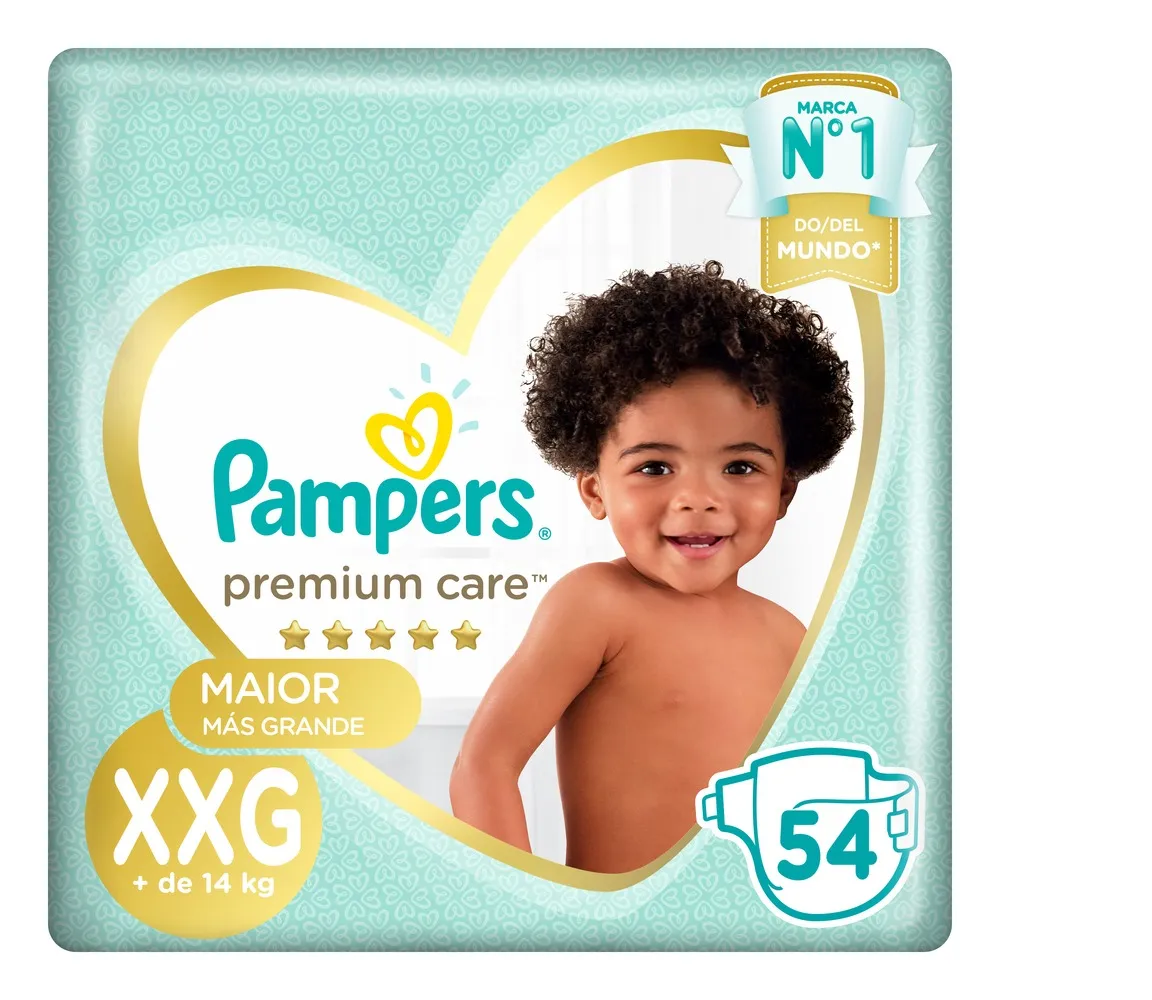 MARCA
Nº1
DO/DEL
MUNDO*
Pampers®
premium care™
MAIOR
MÁS GRANDE
XXG
+ de 14 kg
54